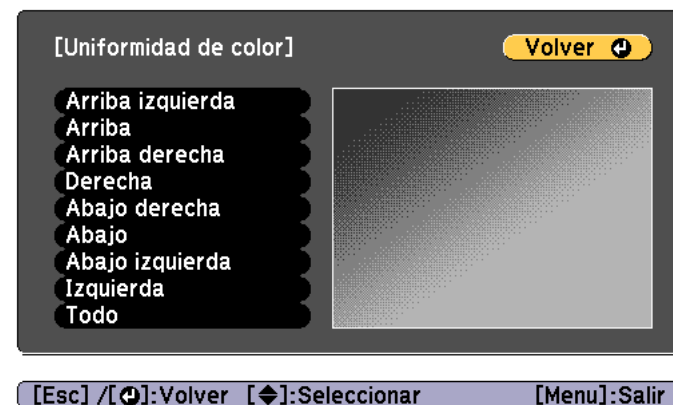 [Uniformidad de color]
Volver
Arriba izquierda
Arriba
Arriba derecha
Derecha
Abajo derecha
Abajo
Abajo izquierda
Izquierda
Todo
[Esc] /[⏎]:Volver [◆]:Seleccionar [Menu]:Salir